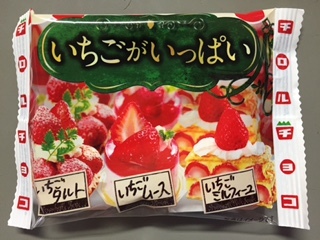 いちごがいっぱい
チロルチョコ
いちごタルト
いちごムース
いちご
ミルフィーユ
チロルチョコ